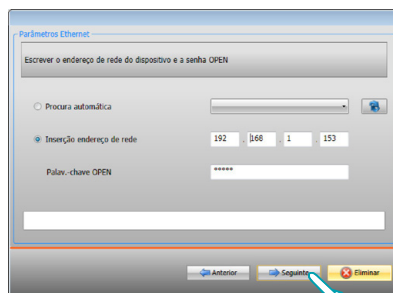 Parâmetros Ethernet
Escrever o endereço de rede do dispositivo e a senha OPEN
Procura automática
Inserção endereço de rede 192 . 168 . 1 . 153
Palav.-chave OPEN *****
Anterior Seguinte Eliminar